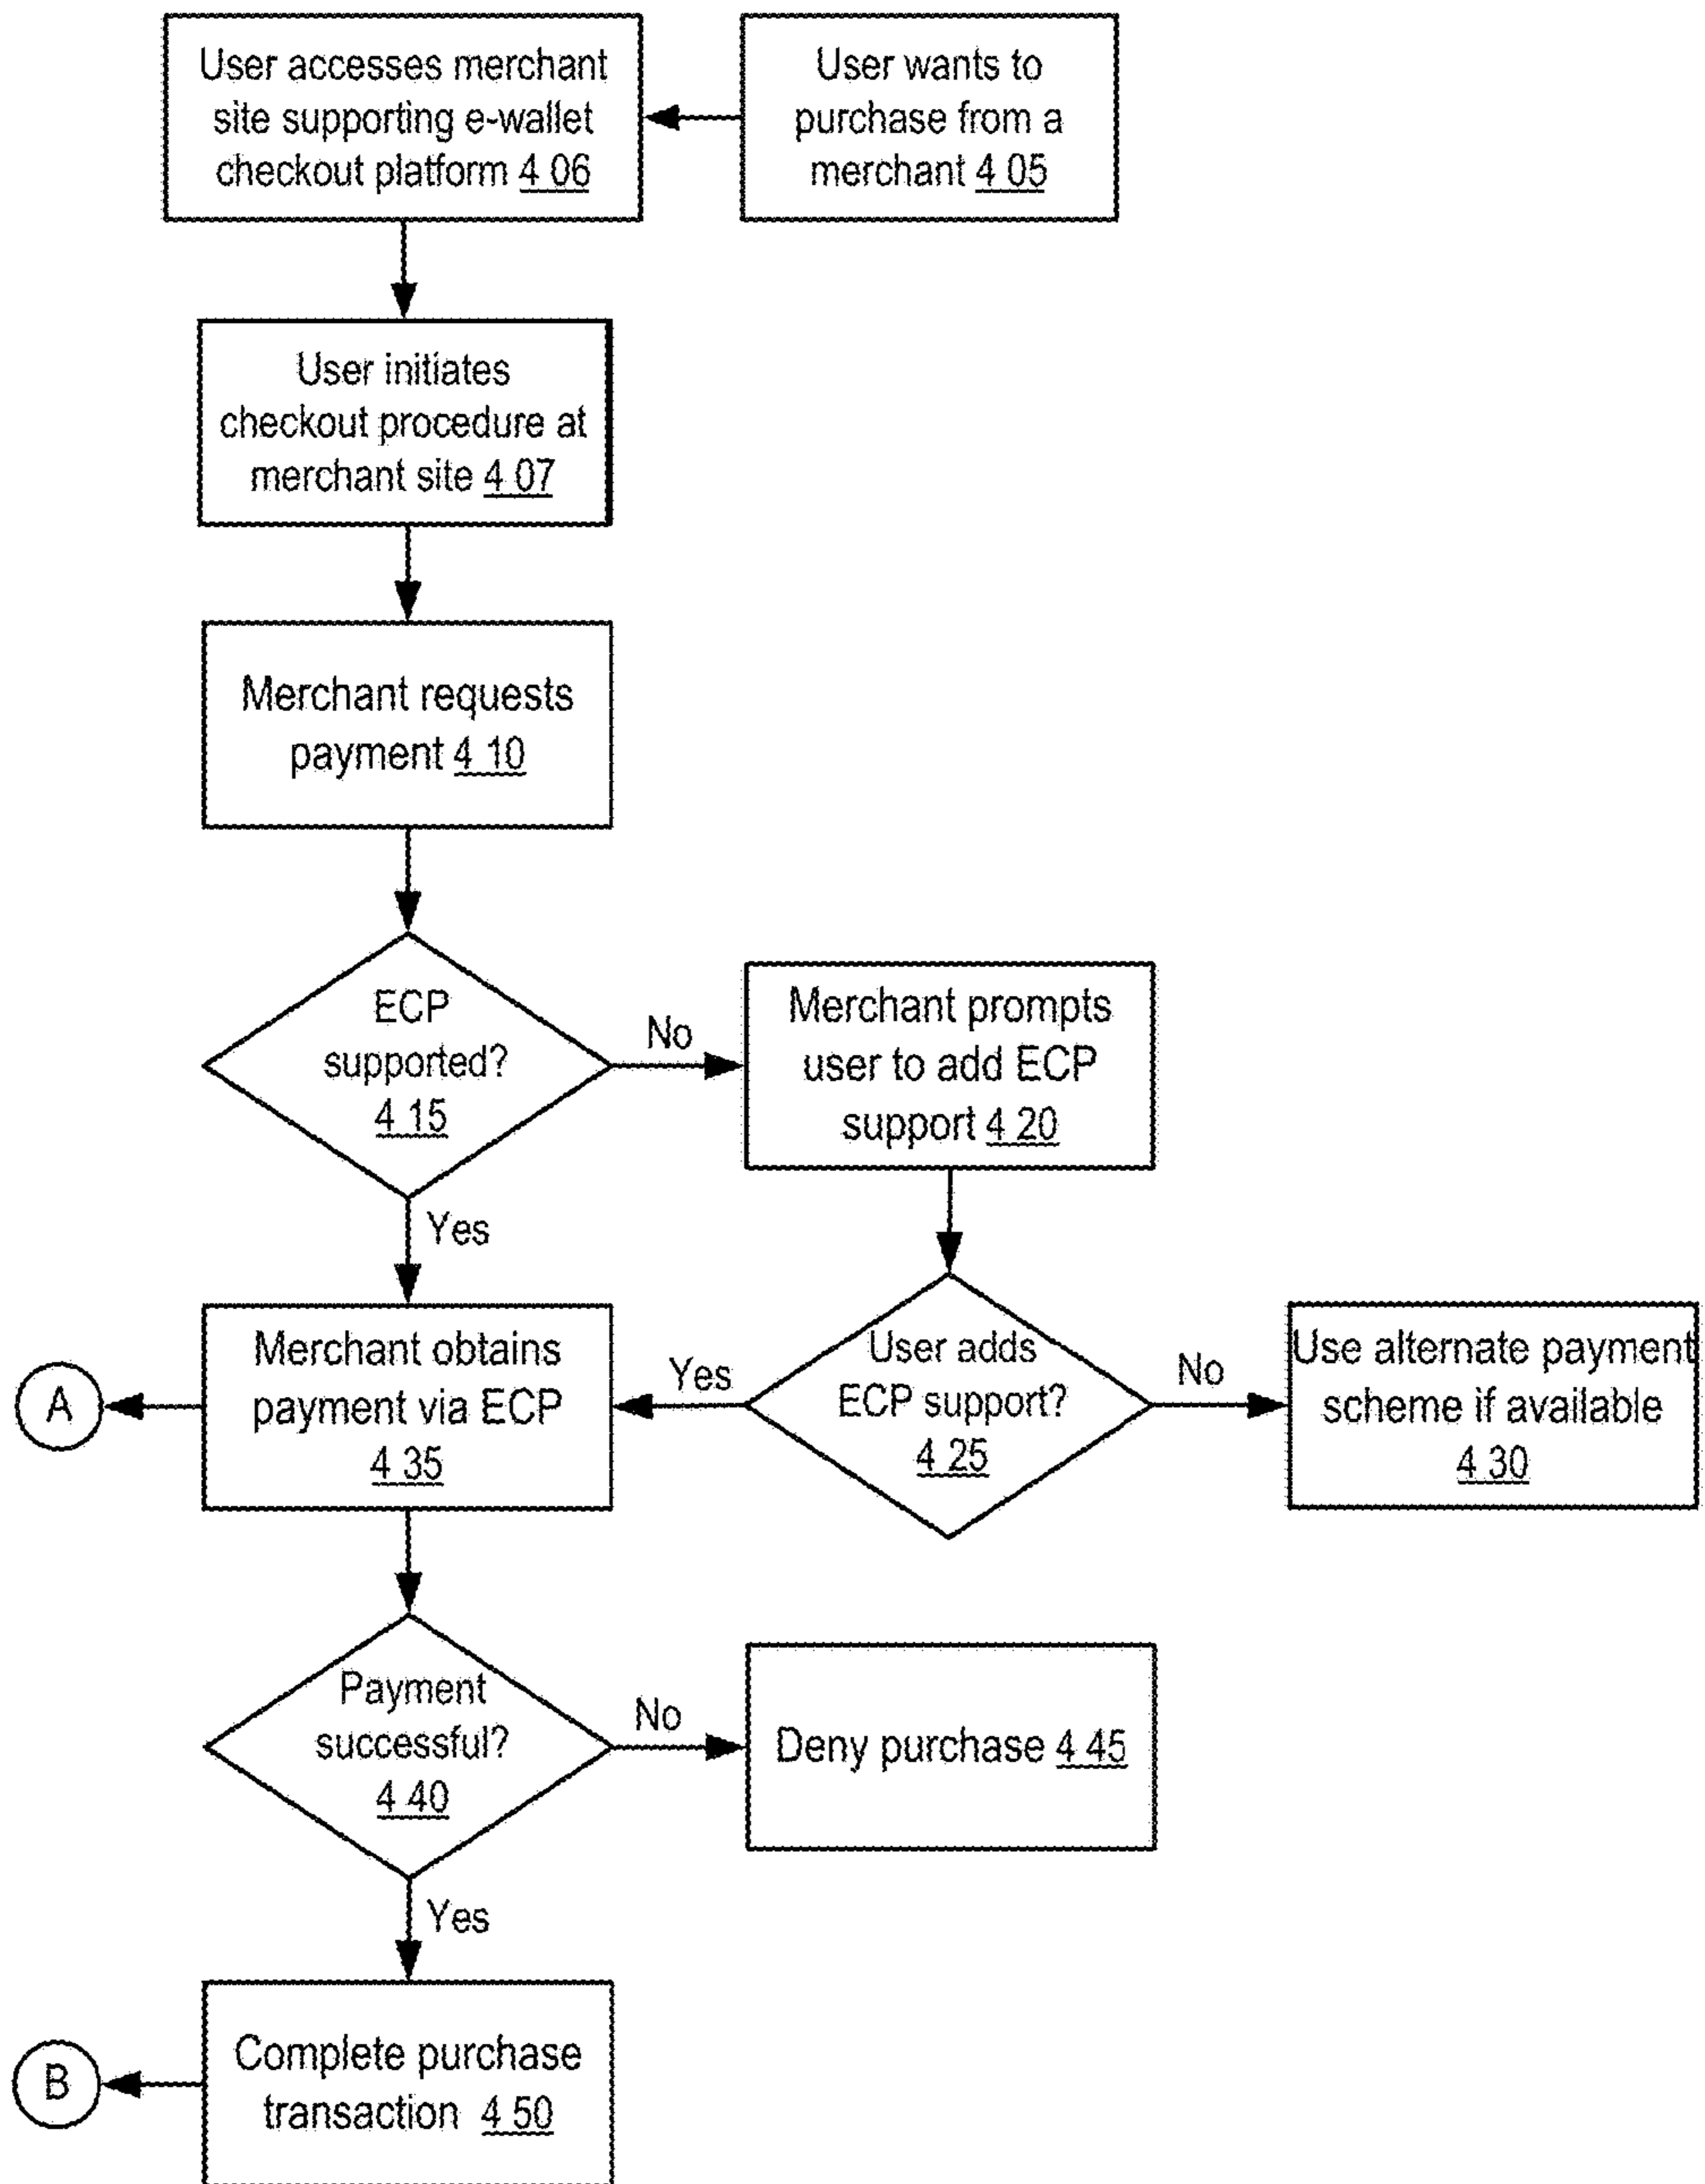 User accesses merchant
site supporting e-wallet
checkout platform 4 06
User wants to
purchase from a
merchant 4 05
User initiates
checkout procedure at
merchant site 4 07
Merchant requests
payment 4 10
ECP
supported?
4 15
No
Merchant prompts
user to add ECP
support 4 20
Yes
A
Merchant obtains
payment via ECP
4 35
Yes
User adds
ECP support?
4 25
No
Use alternate payment
scheme if available
4 30
Payment
successful?
4 40
No
Deny purchase 4 45
Yes
B
Complete purchase
transaction 4 50